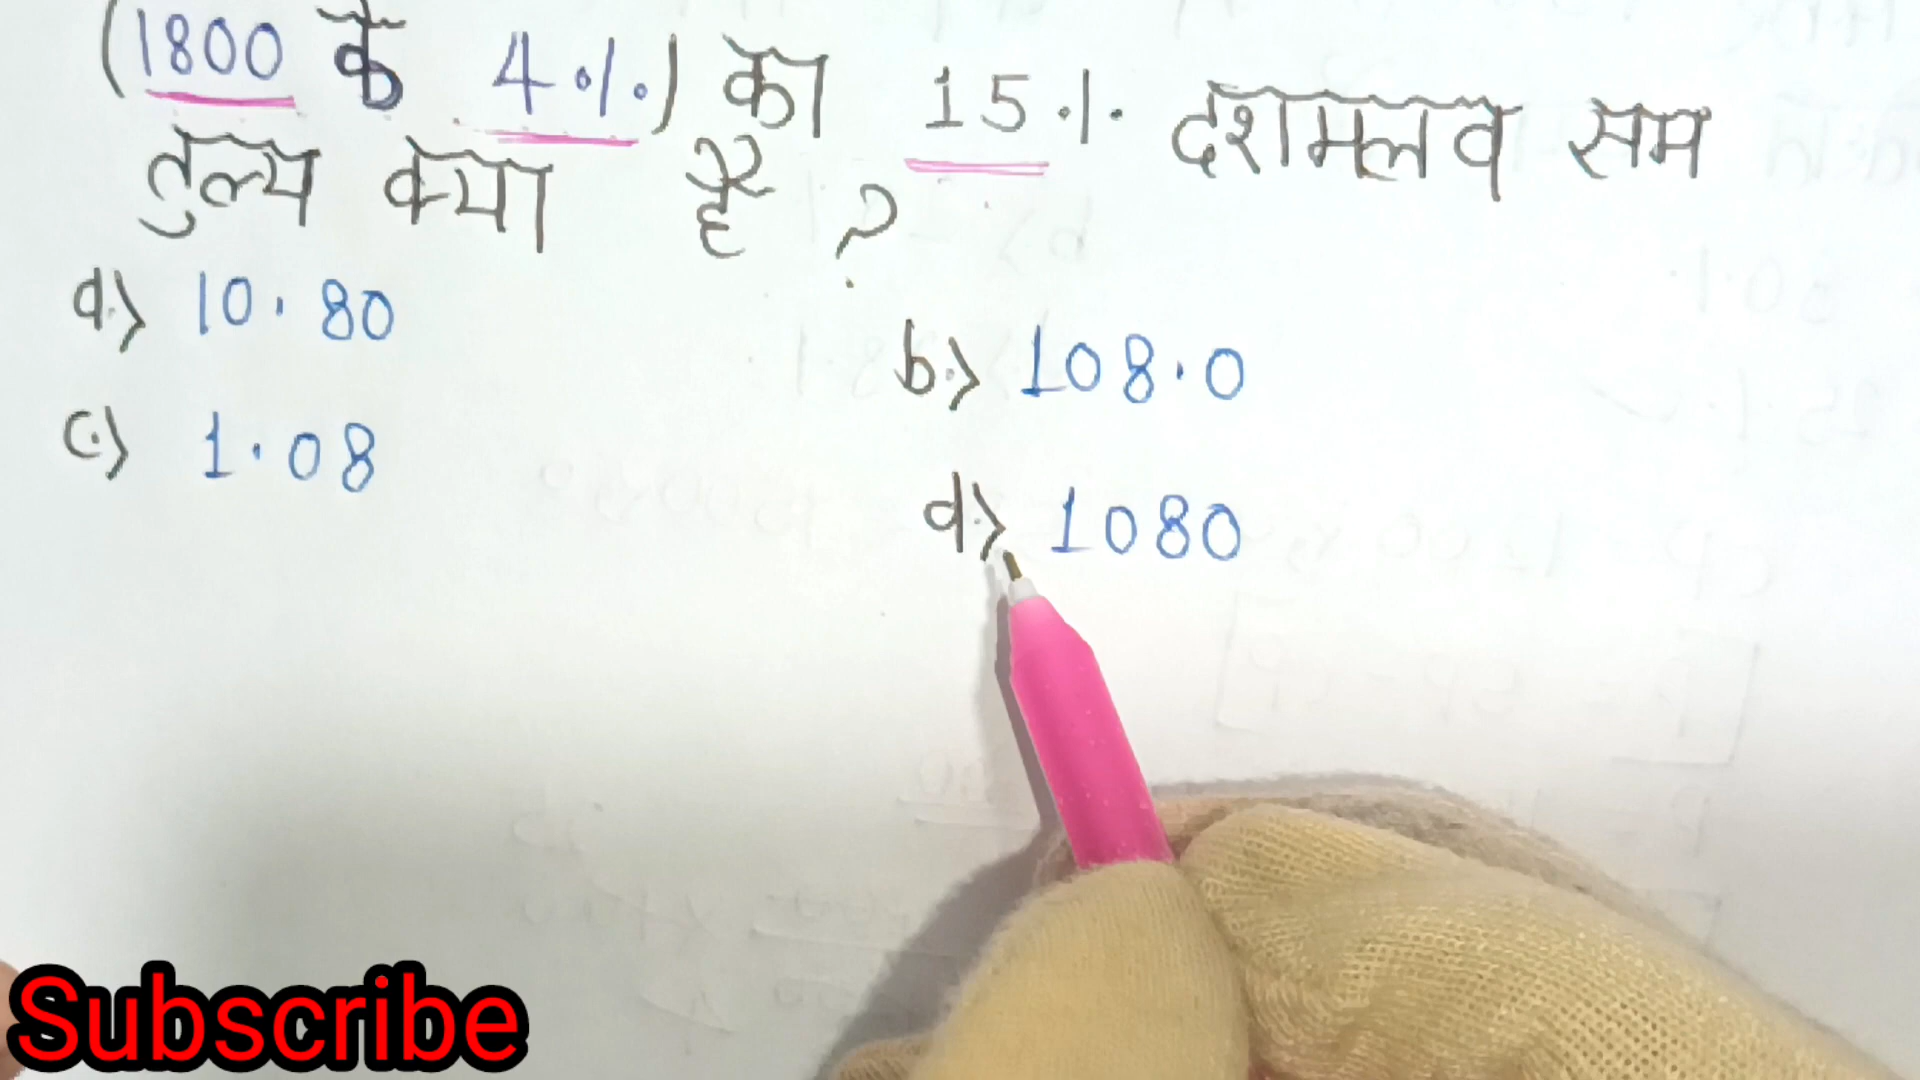 (1800 के 4%) का 15% दशमलव सम
तुल्य क्या है ?
a) 10.80
b) 108.0
c) 1.08
d) 1080
Subscribe